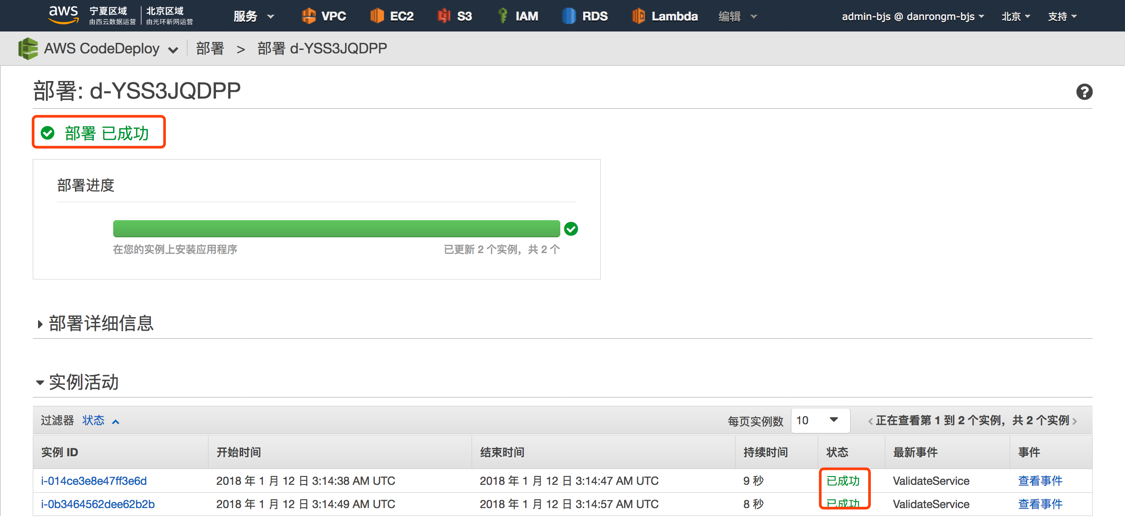 aws 宁夏区域 由西云数据运营 北京区域 由光环新网运营 服务 VPC EC2 S3 IAM RDS Lambda 编辑 admin-bjs @ danrongm-bjs 北京 支持
AWS CodeDeploy 部署 > 部署 d-YSS3JQDPP
部署: d-YSS3JQDPP ?
部署 已成功
部署进度
在您的实例上安装应用程序 已更新 2 个实例，共 2 个
部署详细信息
实例活动
过滤器 状态 每页实例数 10 正在查看第 1 到 2 个实例，共 2 个实例
实例 ID 开始时间 结束时间 持续时间 状态 最新事件 事件
i-014ce3e8e47ff3e6d 2018 年 1 月 12 日 3:14:38 AM UTC 2018 年 1 月 12 日 3:14:47 AM UTC 9 秒 已成功 ValidateService 查看事件
i-0b3464562dee62b2b 2018 年 1 月 12 日 3:14:49 AM UTC 2018 年 1 月 12 日 3:14:57 AM UTC 8 秒 已成功 ValidateService 查看事件